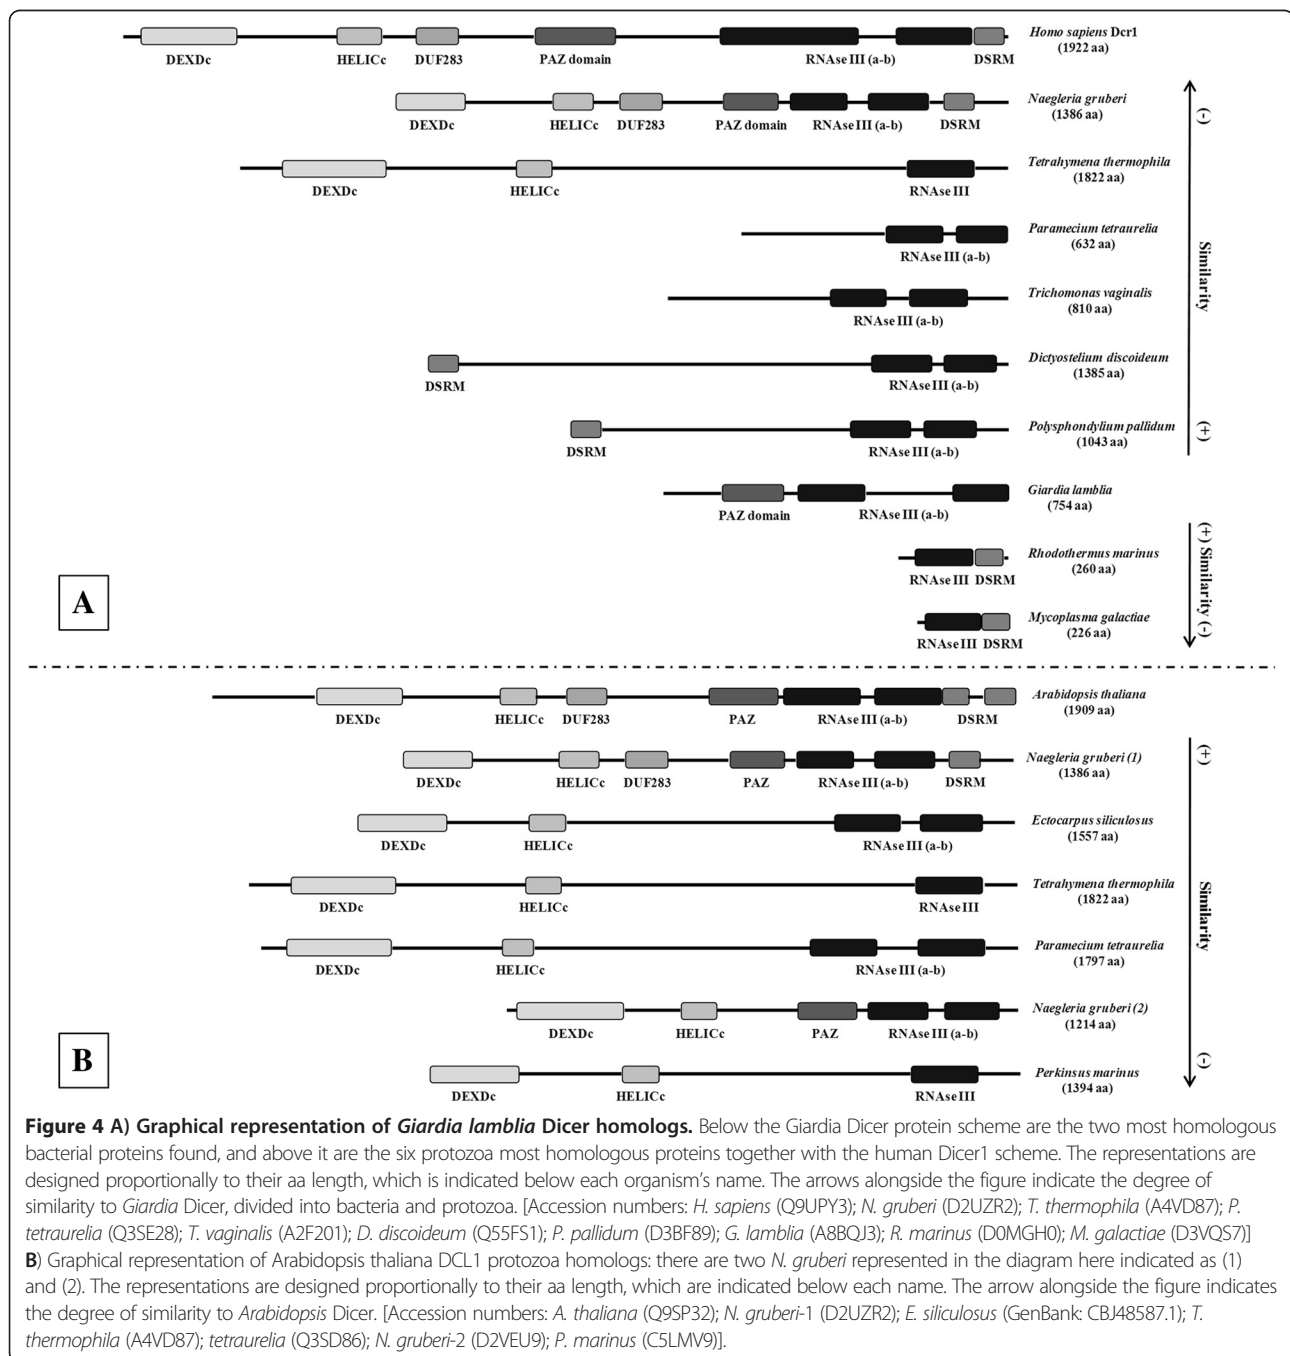 Homo sapiens Dcr1
(1922 aa)
DEXDc HELICc DUF283 PAZ domain RNAse III (a-b) DSRM
Naegleria gruberi
(1386 aa)
DEXDc HELICc DUF283 PAZ domain RNAse III (a-b) DSRM
(-)
Tetrahymena thermophila
(1822 aa)
DEXDc HELICc RNAse III
Paramecium tetraurelia
(632 aa)
RNAse III (a-b)
Similarity
Trichomonas vaginalis
(810 aa)
RNAse III (a-b)
Dictyostelium discoideum
(1385 aa)
DSRM RNAse III (a-b)
Polysphondylium pallidum
(1043 aa)
DSRM RNAse III (a-b)
(+)
Giardia lamblia
(754 aa)
PAZ domain RNAse III (a-b)
Rhodothermus marinus
(260 aa)
RNAse III DSRM
(+) Similarity (-)
Mycoplasma galactiae
(226 aa)
RNAse III DSRM
A
Arabidopsis thaliana
(1909 aa)
DEXDc HELICc DUF283 PAZ RNAse III (a-b) DSRM
Naegleria gruberi (1)
(1386 aa)
DEXDc HELICc DUF283 PAZ RNAse III (a-b) DSRM
(+)
Ectocarpus siliculosus
(1557 aa)
DEXDc HELICc RNAse III (a-b)
Tetrahymena thermophila
(1822 aa)
DEXDc HELICc RNAse III
Similarity
Paramecium tetraurelia
(1797 aa)
DEXDc HELICc RNAse III (a-b)
Naegleria gruberi (2)
(1214 aa)
DEXDc HELICc PAZ RNAse III (a-b)
B
Perkinsus marinus
(1394 aa)
DEXDc HELICc RNAse III
(-)
Figure 4 A) Graphical representation of Giardia lamblia Dicer homologs. Below the Giardia Dicer protein scheme are the two most homologous
bacterial proteins found, and above it are the six protozoa most homologous proteins together with the human Dicer1 scheme. The representations are
designed proportionally to their aa length, which is indicated below each organism's name. The arrows alongside the figure indicate the degree of
similarity to Giardia Dicer, divided into bacteria and protozoa. [Accession numbers: H. sapiens (Q9UPY3); N. gruberi (D2UZR2); T. thermophila (A4VD87); P.
tetraurelia (Q3SE28); T. vaginalis (A2F201); D. discoideum (Q55FS1); P. pallidum (D3BF89); G. lamblia (A8BQJ3); R. marinus (D0MGH0); M. galactiae (D3VQS7)]
B) Graphical representation of Arabidopsis thaliana DCL1 protozoa homologs: there are two N. gruberi represented in the diagram here indicated as (1)
and (2). The representations are designed proportionally to their aa length, which are indicated below each name. The arrow alongside the figure indicates
the degree of similarity to Arabidopsis Dicer. [Accession numbers: A. thaliana (Q9SP32); N. gruberi-1 (D2UZR2); E. siliculosus (GenBank: CBJ48587.1); T.
thermophila (A4VD87); tetraurelia (Q3SD86); N. gruberi-2 (D2VEU9); P. marinus (C5LMV9)].